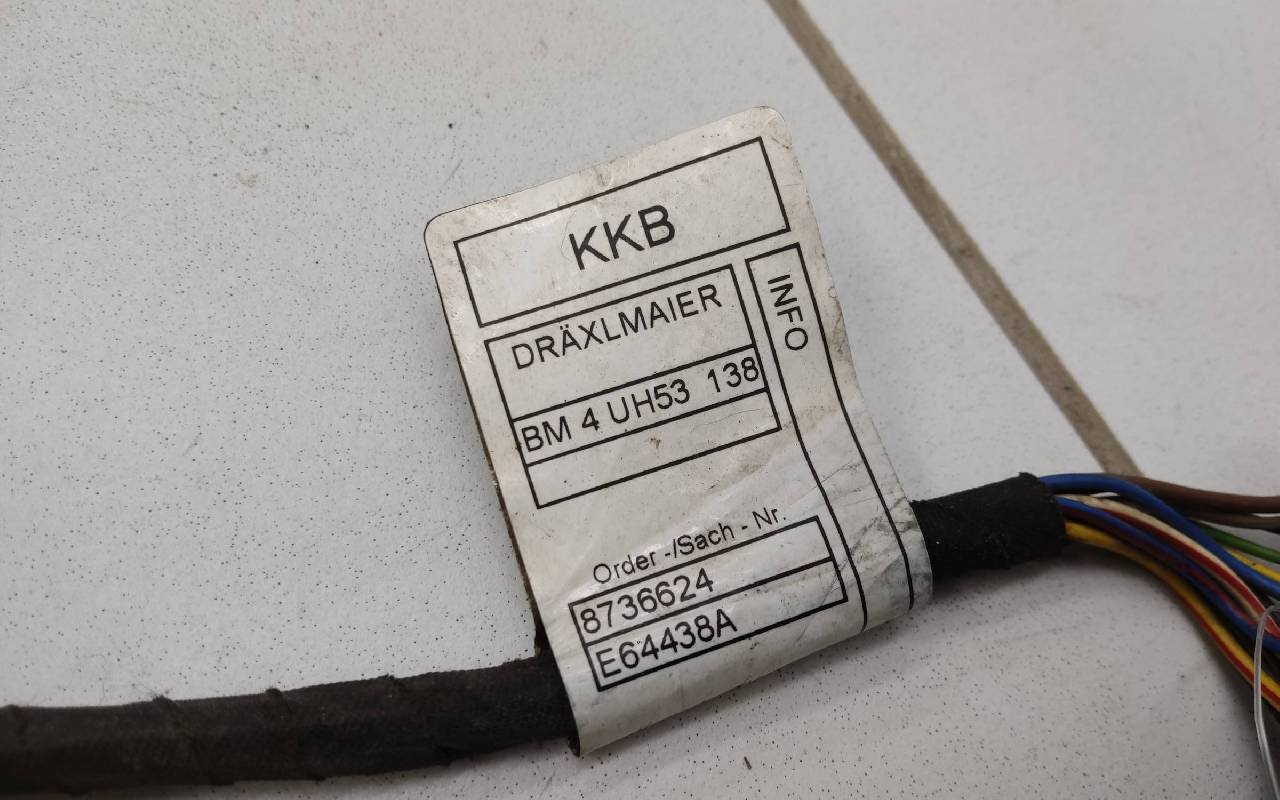 KKB
DRÄXLMAIER
INFO
BM 4 UH53 138
Order -/Sach - Nr.
8736624
E64438A